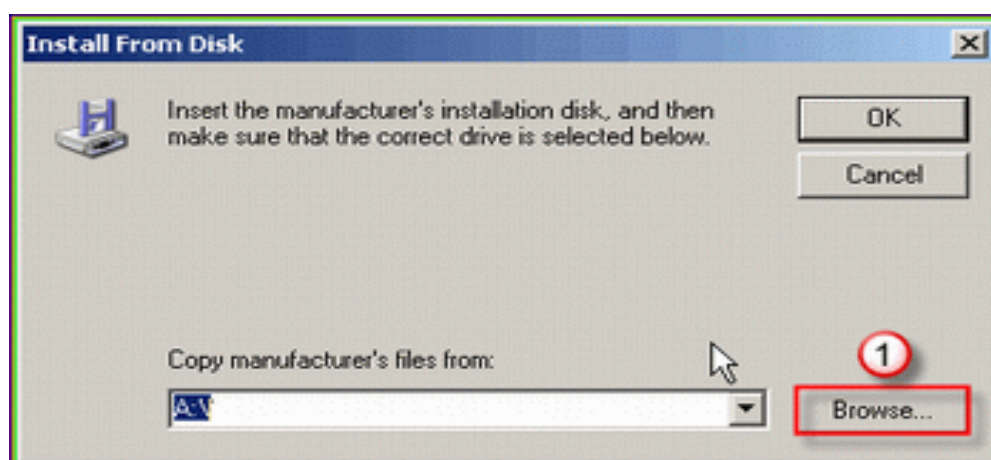 Install From Disk
Insert the manufacturer's installation disk, and then
make sure that the correct drive is selected below.
OK
Cancel
Copy manufacturer's files from:
1
A:\
Browse...